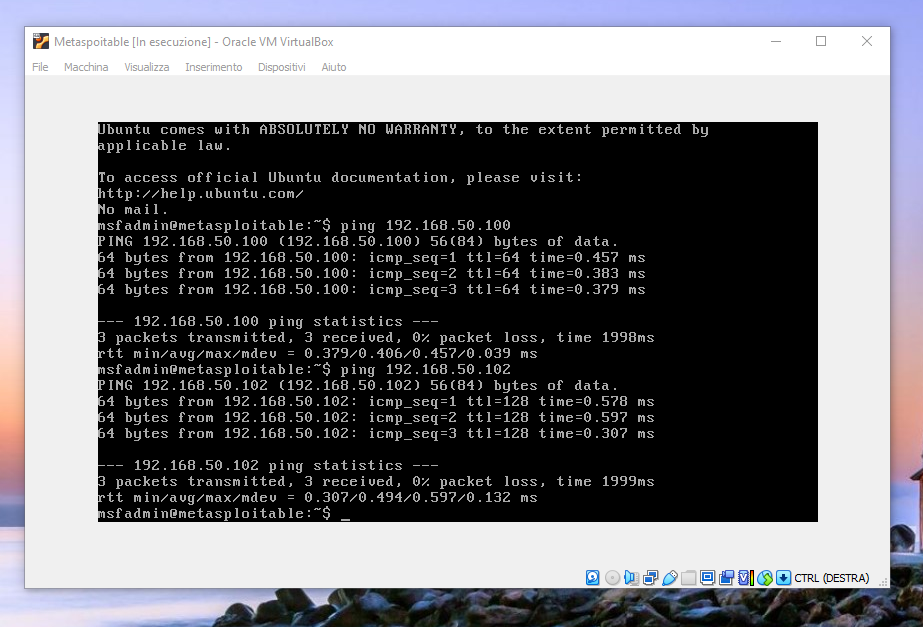 Metaspoitable [In esecuzione] - Oracle VM VirtualBox
File Macchina Visualizza Inserimento Dispositivi Aiuto
Ubuntu comes with ABSOLUTELY NO WARRANTY, to the extent permitted by
applicable law.
To access official Ubuntu documentation, please visit:
http://help.ubuntu.com/
No mail.
msfadmin@metasploitable:~$ ping 192.168.50.100
PING 192.168.50.100 (192.168.50.100) 56(84) bytes of data.
64 bytes from 192.168.50.100: icmp_seq=1 ttl=64 time=0.457 ms
64 bytes from 192.168.50.100: icmp_seq=2 ttl=64 time=0.383 ms
64 bytes from 192.168.50.100: icmp_seq=3 ttl=64 time=0.379 ms
--- 192.168.50.100 ping statistics ---
3 packets transmitted, 3 received, 0% packet loss, time 1998ms
rtt min/avg/max/mdev = 0.379/0.406/0.457/0.039 ms
msfadmin@metasploitable:~$ ping 192.168.50.102
PING 192.168.50.102 (192.168.50.102) 56(84) bytes of data.
64 bytes from 192.168.50.102: icmp_seq=1 ttl=128 time=0.578 ms
64 bytes from 192.168.50.102: icmp_seq=2 ttl=128 time=0.597 ms
64 bytes from 192.168.50.102: icmp_seq=3 ttl=128 time=0.307 ms
--- 192.168.50.102 ping statistics ---
3 packets transmitted, 3 received, 0% packet loss, time 1999ms
rtt min/avg/max/mdev = 0.307/0.494/0.597/0.132 ms
msfadmin@metasploitable:~$ _
CTRL (DESTRA)